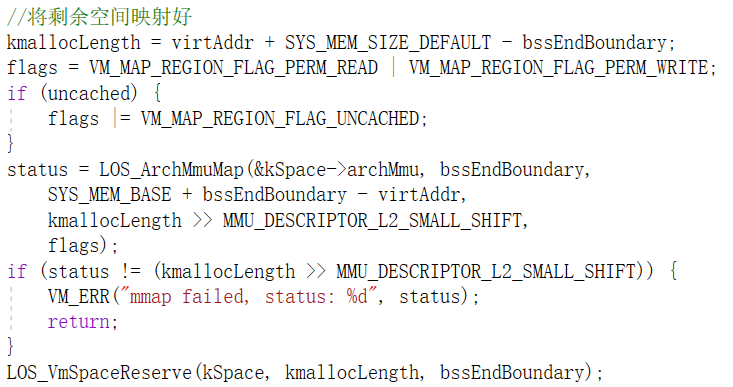 //将剩余空间映射好
kmallocLength = virtAddr + SYS_MEM_SIZE_DEFAULT - bssEndBoundary;
flags = VM_MAP_REGION_FLAG_PERM_READ | VM_MAP_REGION_FLAG_PERM_WRITE;
if (uncached) {
    flags |= VM_MAP_REGION_FLAG_UNCACHED;
}
status = LOS_ArchMmuMap(&kSpace->archMmu, bssEndBoundary,
    SYS_MEM_BASE + bssEndBoundary - virtAddr,
    kmallocLength >> MMU_DESCRIPTOR_L2_SMALL_SHIFT,
    flags);
if (status != (kmallocLength >> MMU_DESCRIPTOR_L2_SMALL_SHIFT)) {
    VM_ERR("mmap failed, status: %d", status);
    return;
}
LOS_VmSpaceReserve(kSpace, kmallocLength, bssEndBoundary);